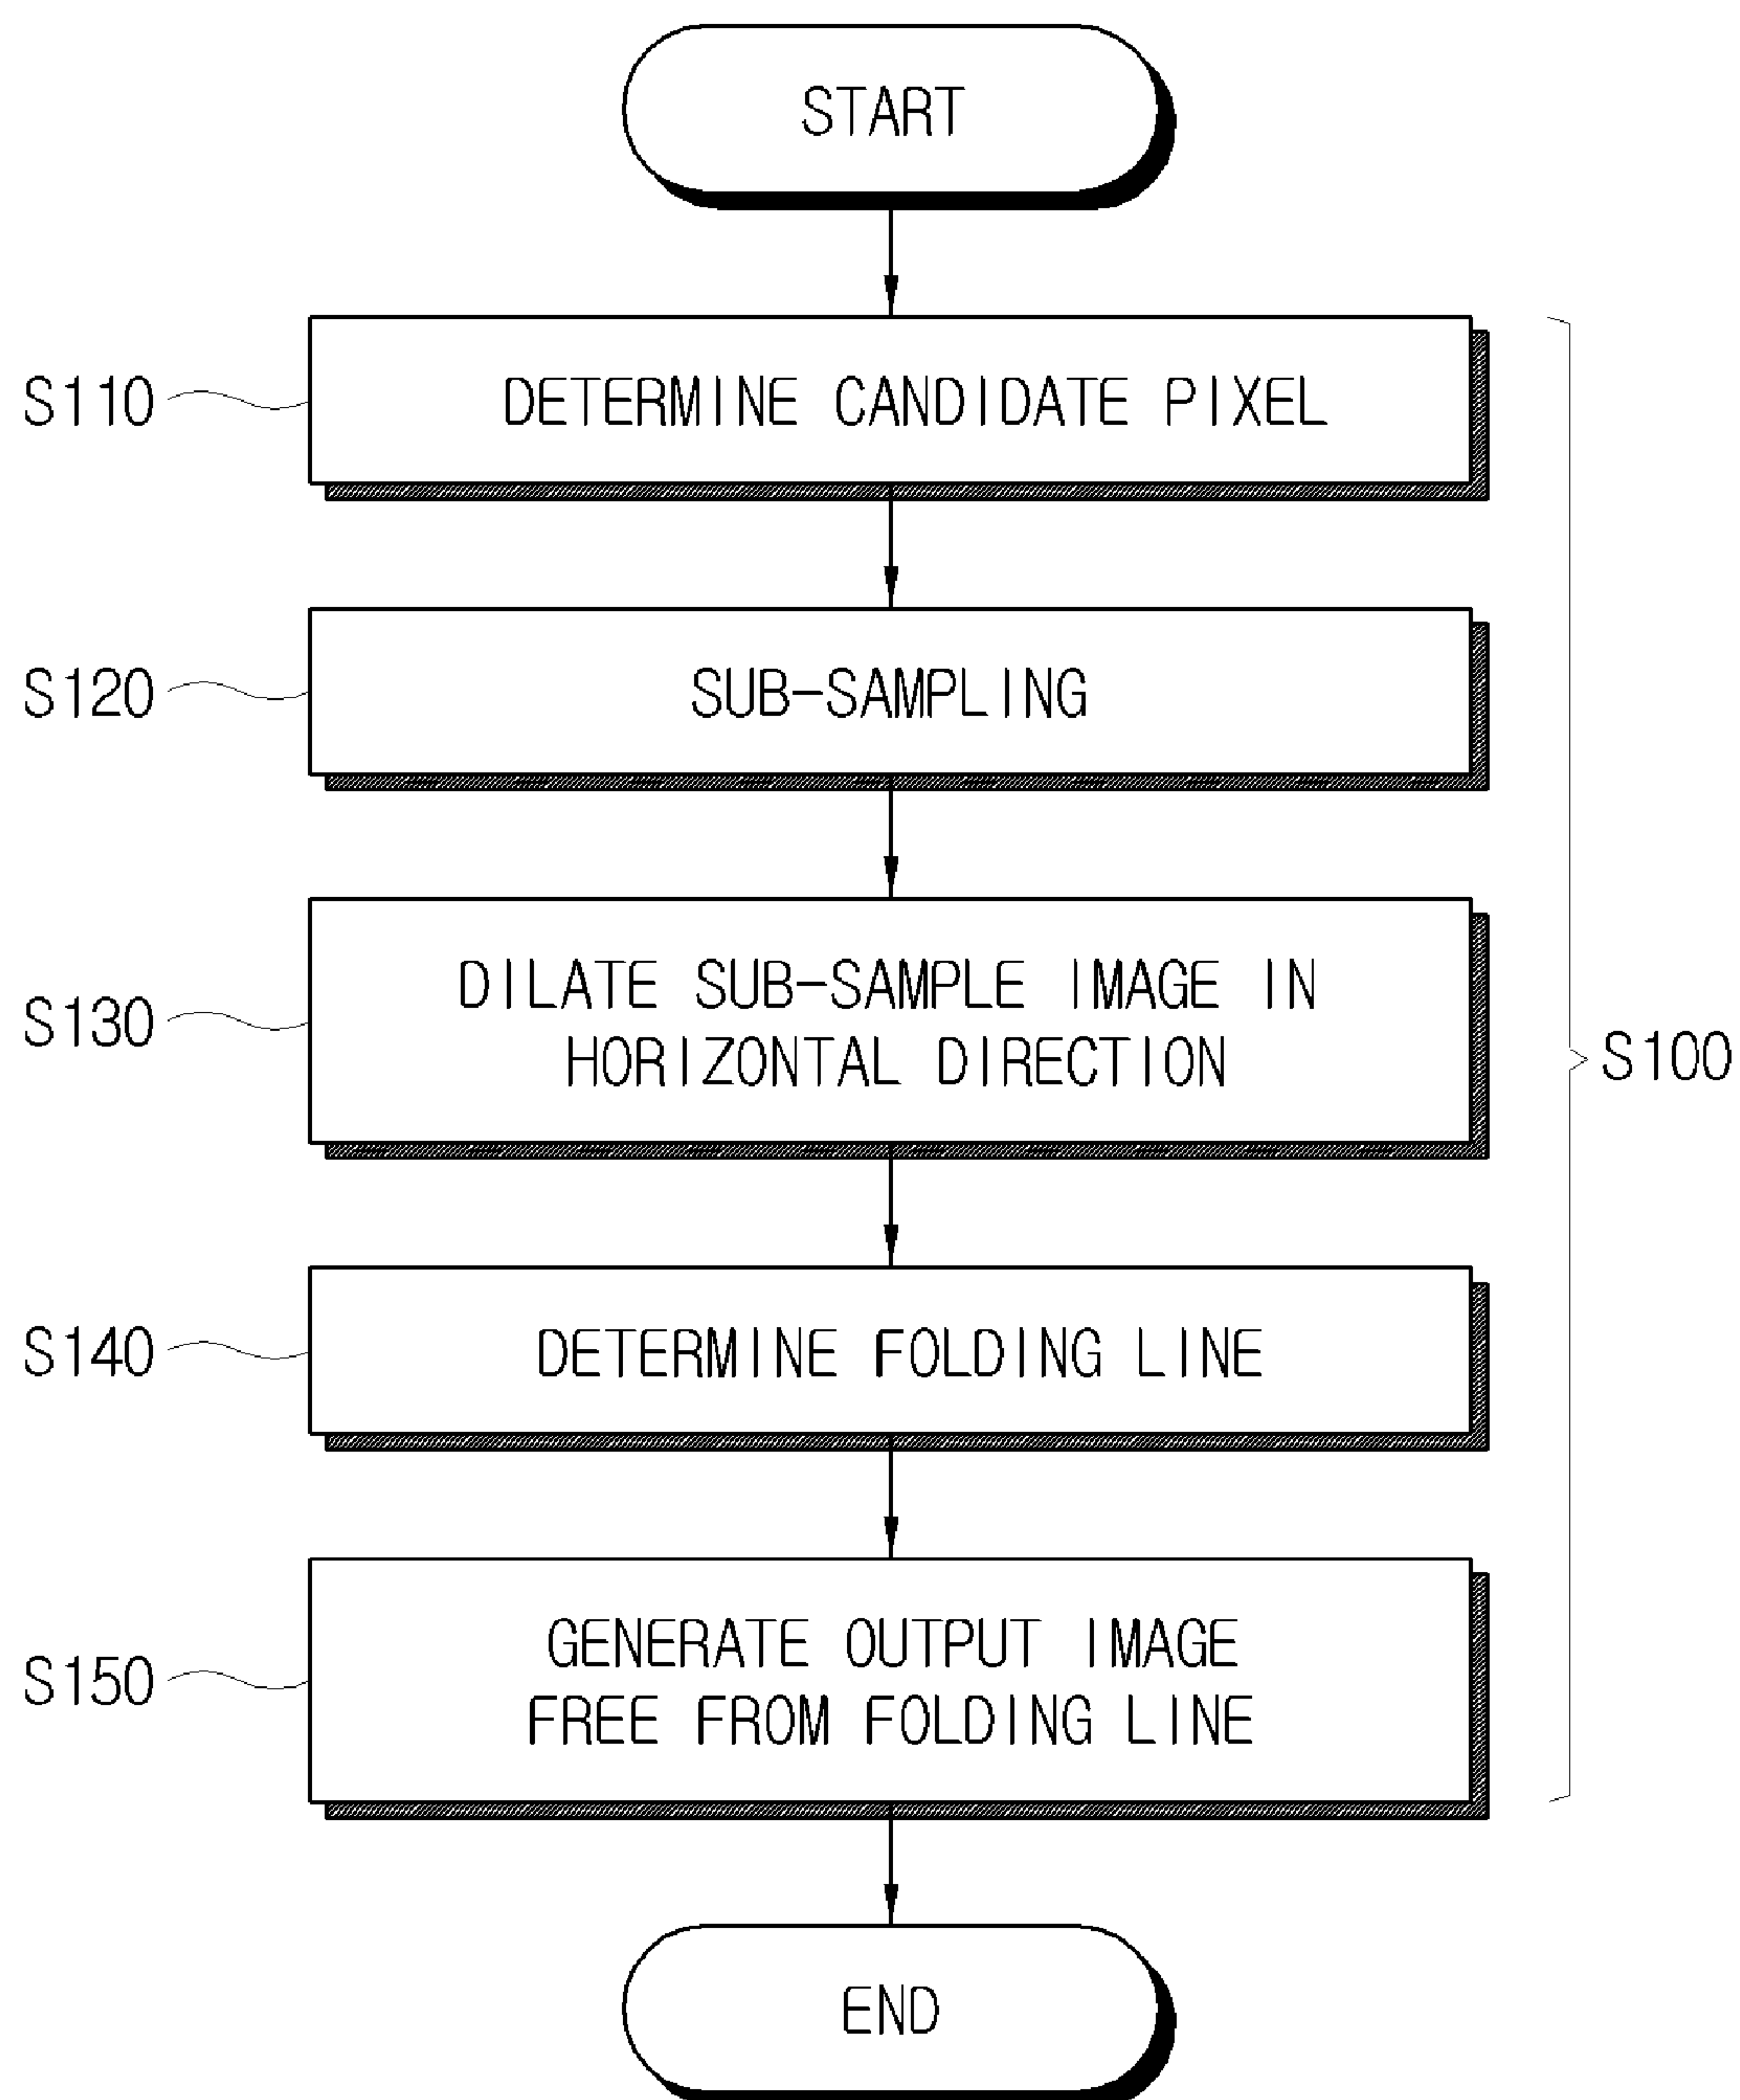 START
S110
DETERMINE CANDIDATE PIXEL
S120
SUB-SAMPLING
S130
DILATE SUB-SAMPLE IMAGE IN
HORIZONTAL DIRECTION
S100
S140
DETERMINE FOLDING LINE
S150
GENERATE OUTPUT IMAGE
FREE FROM FOLDING LINE
END